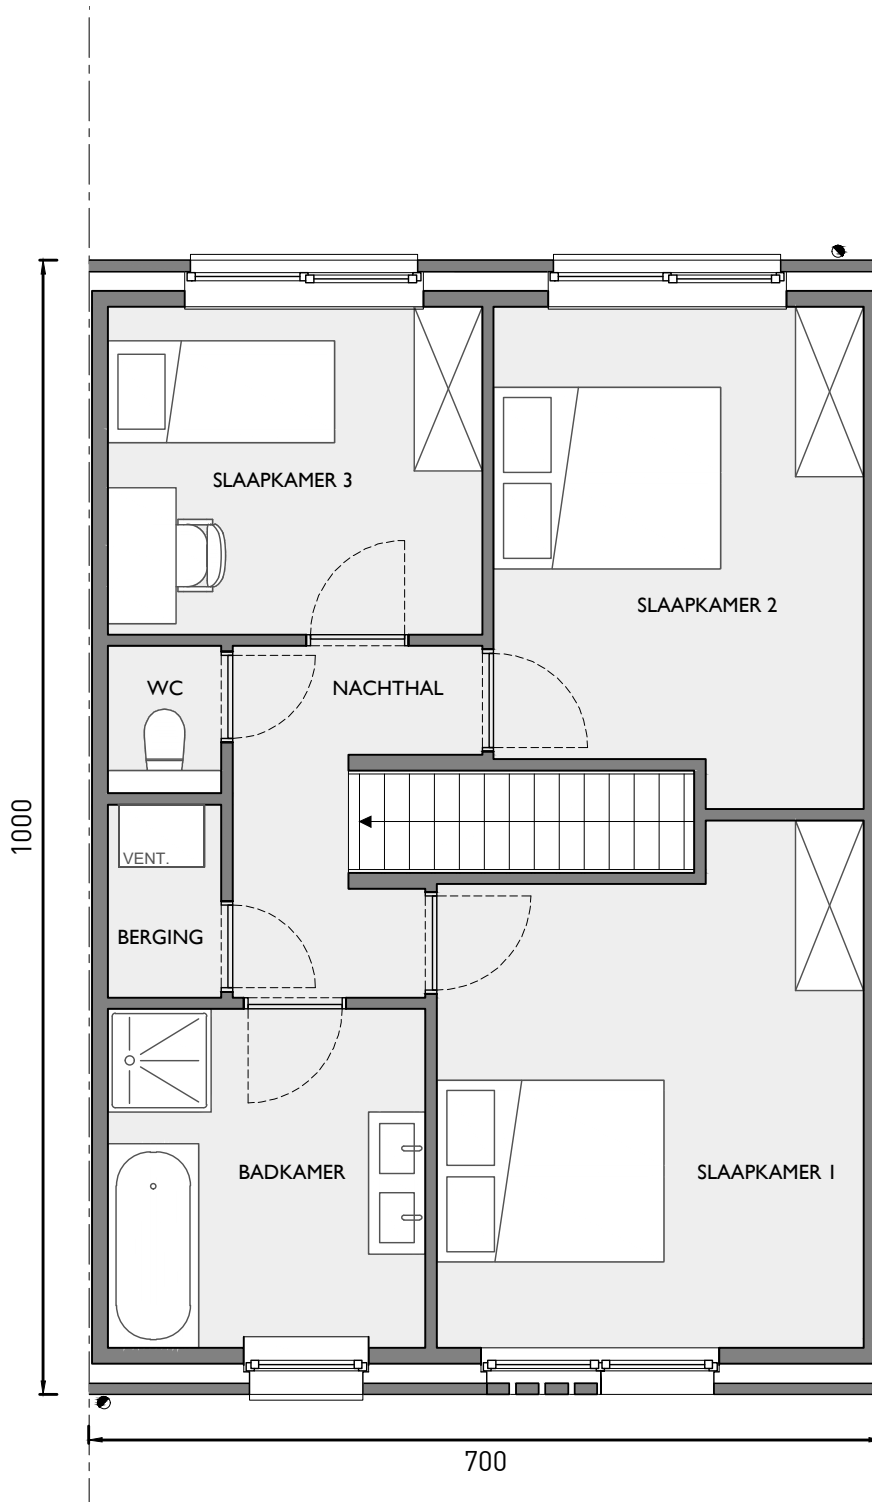 SLAAPKAMER 3
SLAAPKAMER 2
WC
NACHTHAL
1000
VENT.
BERGING
BADKAMER
SLAAPKAMER 1
700